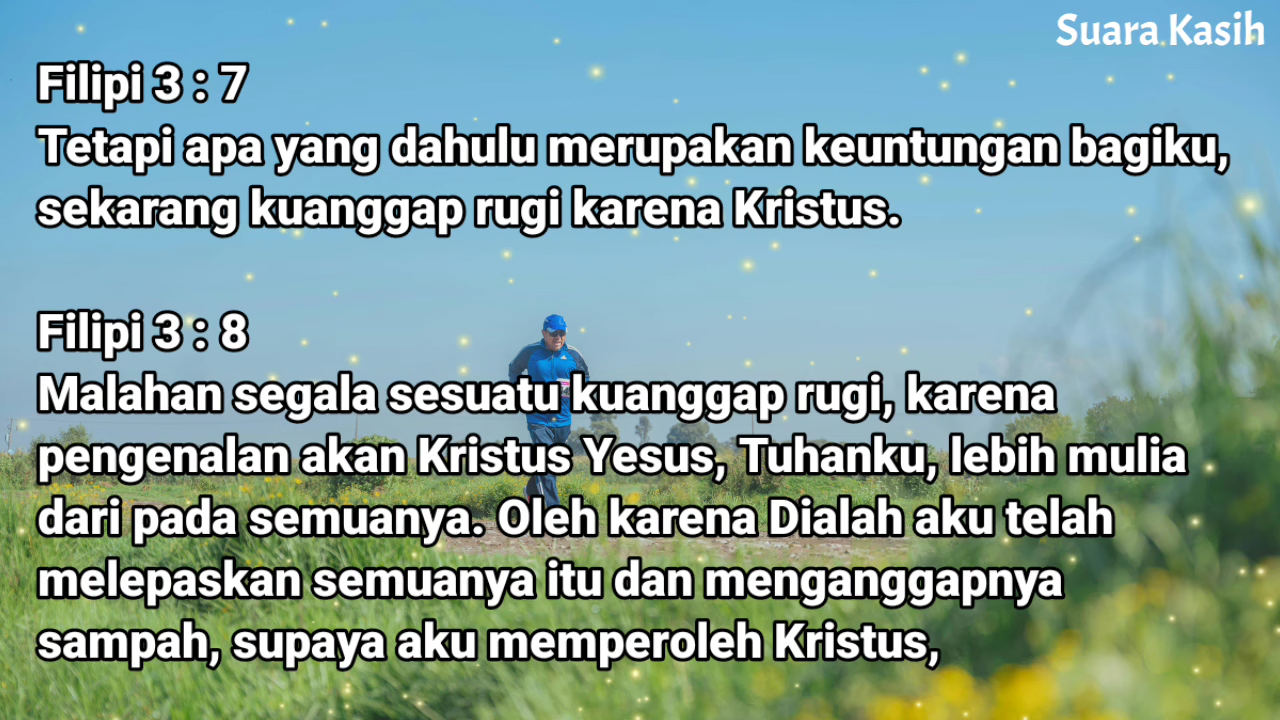 Suara Kasih
Filipi 3 : 7
Tetapi apa yang dahulu merupakan keuntungan bagiku,
sekarang kuanggap rugi karena Kristus.
Filipi 3 : 8
Malahan segala sesuatu kuanggap rugi, karena
pengenalan akan Kristus Yesus, Tuhanku, lebih mulia
dari pada semuanya. Oleh karena Dialah aku telah
melepaskan semuanya itu dan menganggapnya
sampah, supaya aku memperoleh Kristus,